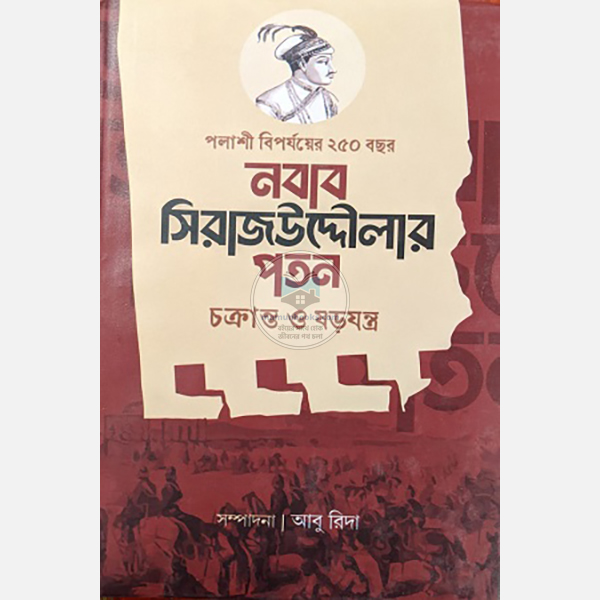 পলাশী বিপর্যয়ের ২৫০ বছর
নবাব
সিরাজউদ্দৌলার
পতন
চক্রান্ত ও ষড়যন্ত্র
সম্পাদনা | আবু রিদা